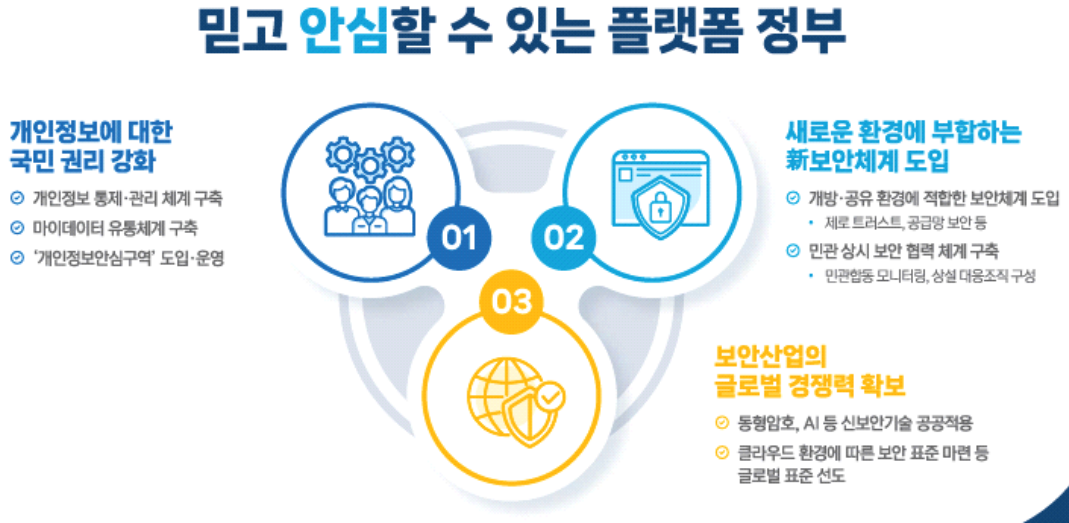 믿고 안심할 수 있는 플랫폼 정부
개인정보에 대한
국민 권리 강화
개인정보 통제·관리 체계 구축
마이데이터 유통체계 구축
‘개인정보안심구역’ 도입·운영
01
02
새로운 환경에 부합하는
新보안체계 도입
개방·공유 환경에 적합한 보안체계 도입
• 제로 트러스트, 공급망 보안 등
민관 상시 보안 협력 체계 구축
• 민관합동 모니터링, 상설 대응조직 구성
03
보안산업의
글로벌 경쟁력 확보
동형암호, AI 등 신보안기술 공공적용
클라우드 환경에 따른 보안 표준 마련 등
글로벌 표준 선도